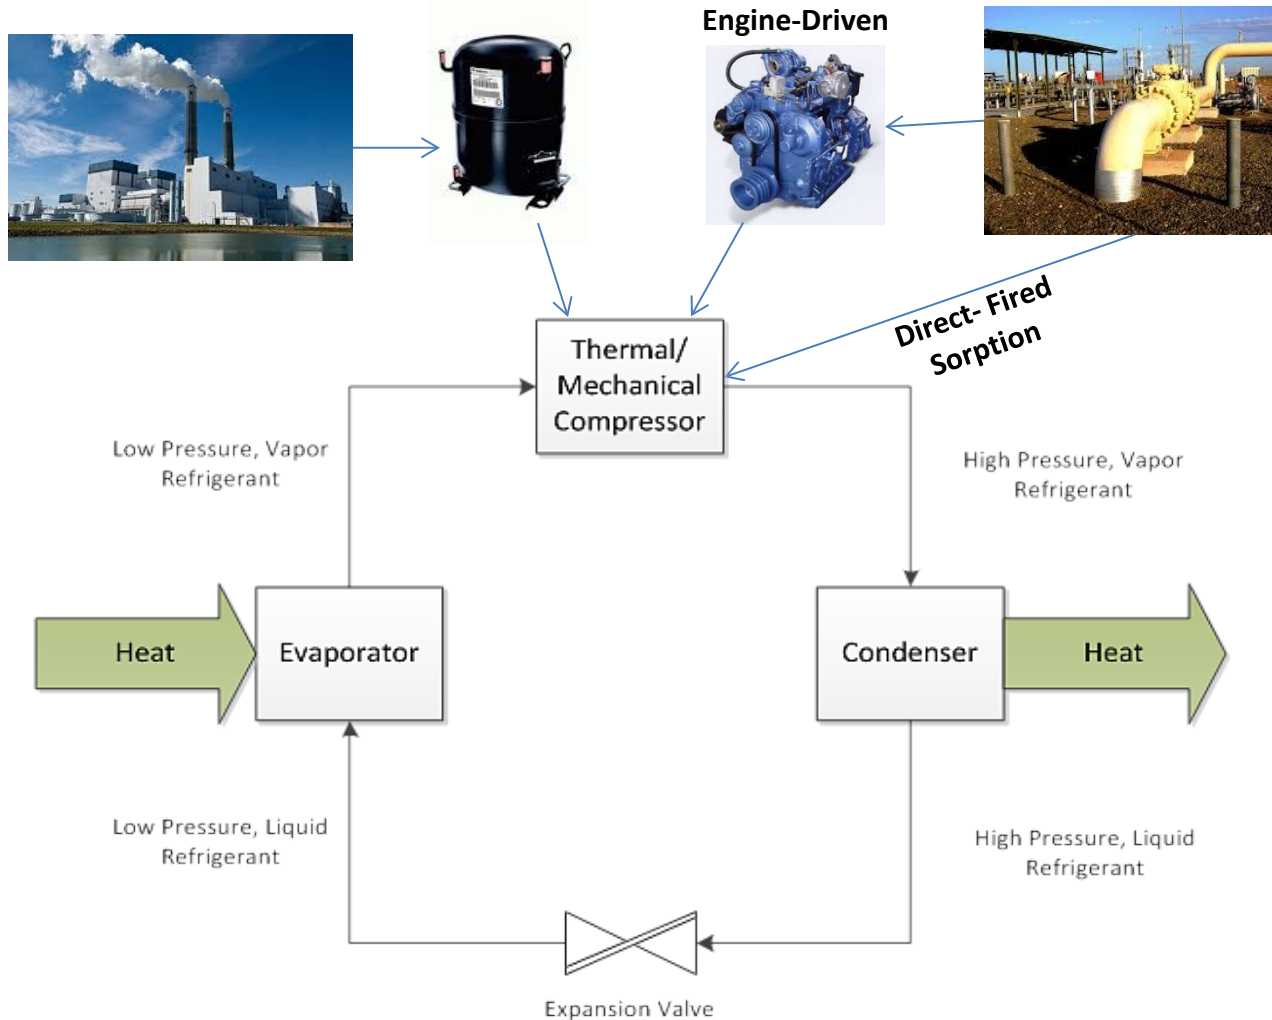 Engine-Driven
Direct- Fired
Sorption
Thermal/
Mechanical
Compressor
Low Pressure, Vapor
Refrigerant
High Pressure, Vapor
Refrigerant
Heat
Evaporator
Condenser
Heat
Low Pressure, Liquid
Refrigerant
High Pressure, Liquid
Refrigerant
Expansion Valve